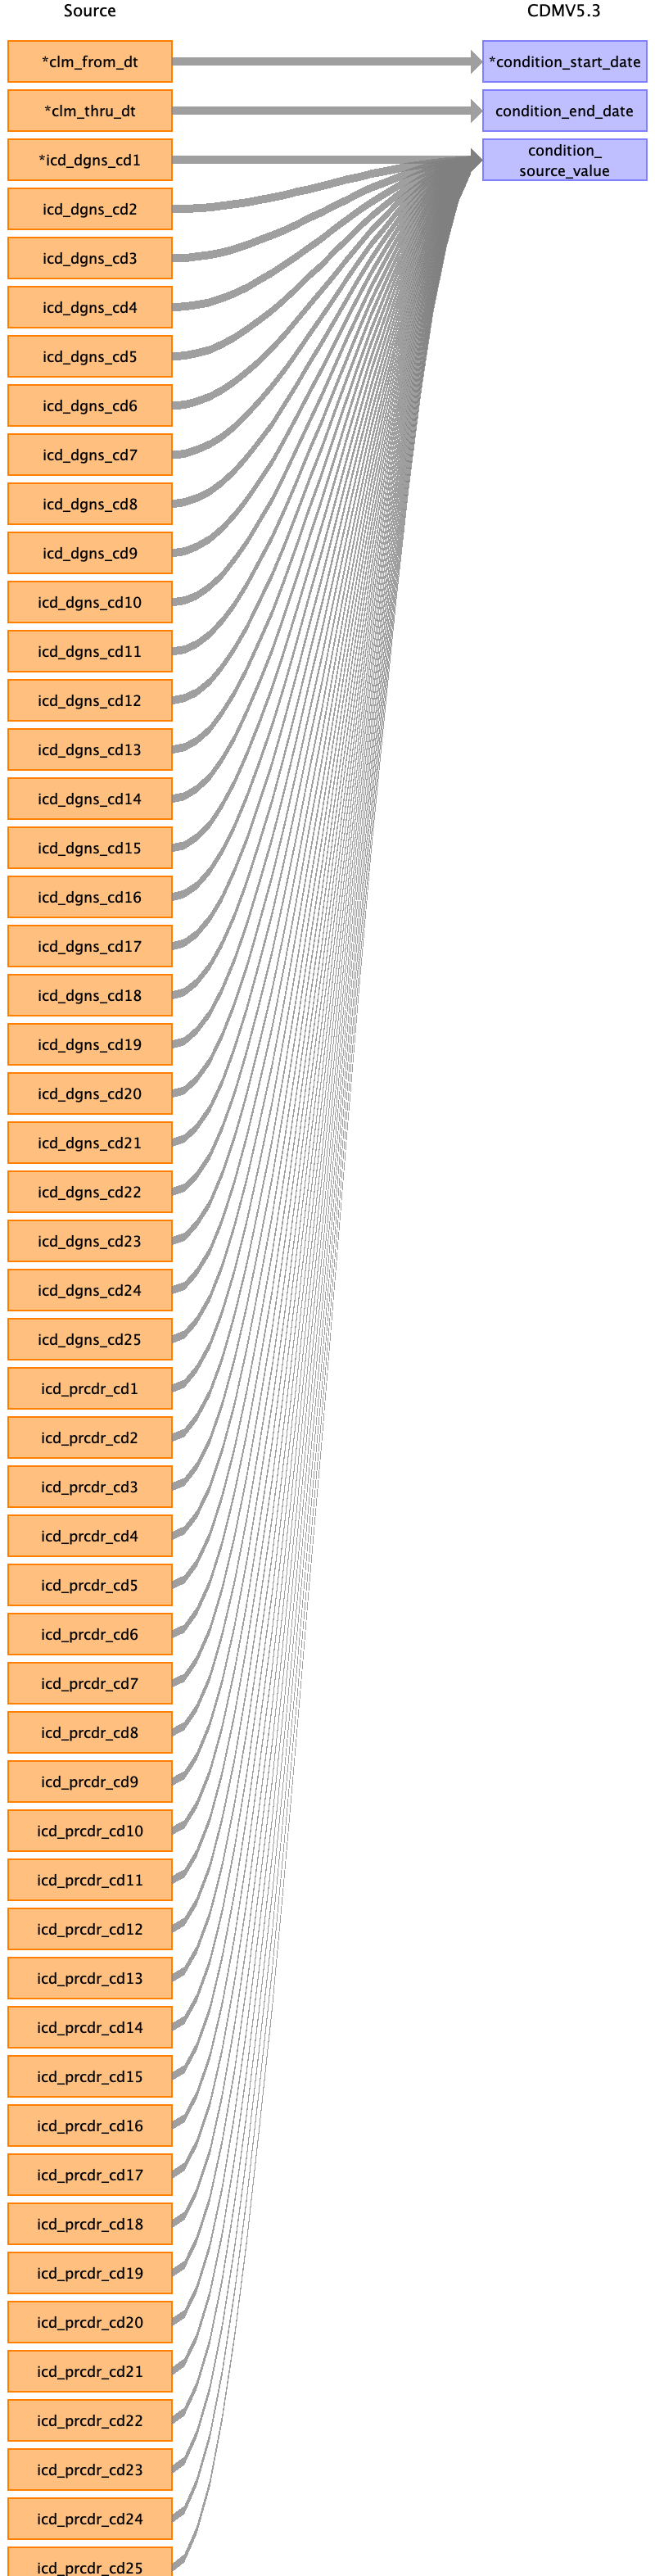 Source
CDMV5.3
*clm_from_dt
*condition_start_date
*clm_thru_dt
condition_end_date
*icd_dgns_cd1
condition_
source_value
icd_dgns_cd2
icd_dgns_cd3
icd_dgns_cd4
icd_dgns_cd5
icd_dgns_cd6
icd_dgns_cd7
icd_dgns_cd8
icd_dgns_cd9
icd_dgns_cd10
icd_dgns_cd11
icd_dgns_cd12
icd_dgns_cd13
icd_dgns_cd14
icd_dgns_cd15
icd_dgns_cd16
icd_dgns_cd17
icd_dgns_cd18
icd_dgns_cd19
icd_dgns_cd20
icd_dgns_cd21
icd_dgns_cd22
icd_dgns_cd23
icd_dgns_cd24
icd_dgns_cd25
icd_prcdr_cd1
icd_prcdr_cd2
icd_prcdr_cd3
icd_prcdr_cd4
icd_prcdr_cd5
icd_prcdr_cd6
icd_prcdr_cd7
icd_prcdr_cd8
icd_prcdr_cd9
icd_prcdr_cd10
icd_prcdr_cd11
icd_prcdr_cd12
icd_prcdr_cd13
icd_prcdr_cd14
icd_prcdr_cd15
icd_prcdr_cd16
icd_prcdr_cd17
icd_prcdr_cd18
icd_prcdr_cd19
icd_prcdr_cd20
icd_prcdr_cd21
icd_prcdr_cd22
icd_prcdr_cd23
icd_prcdr_cd24
icd_prcdr_cd25